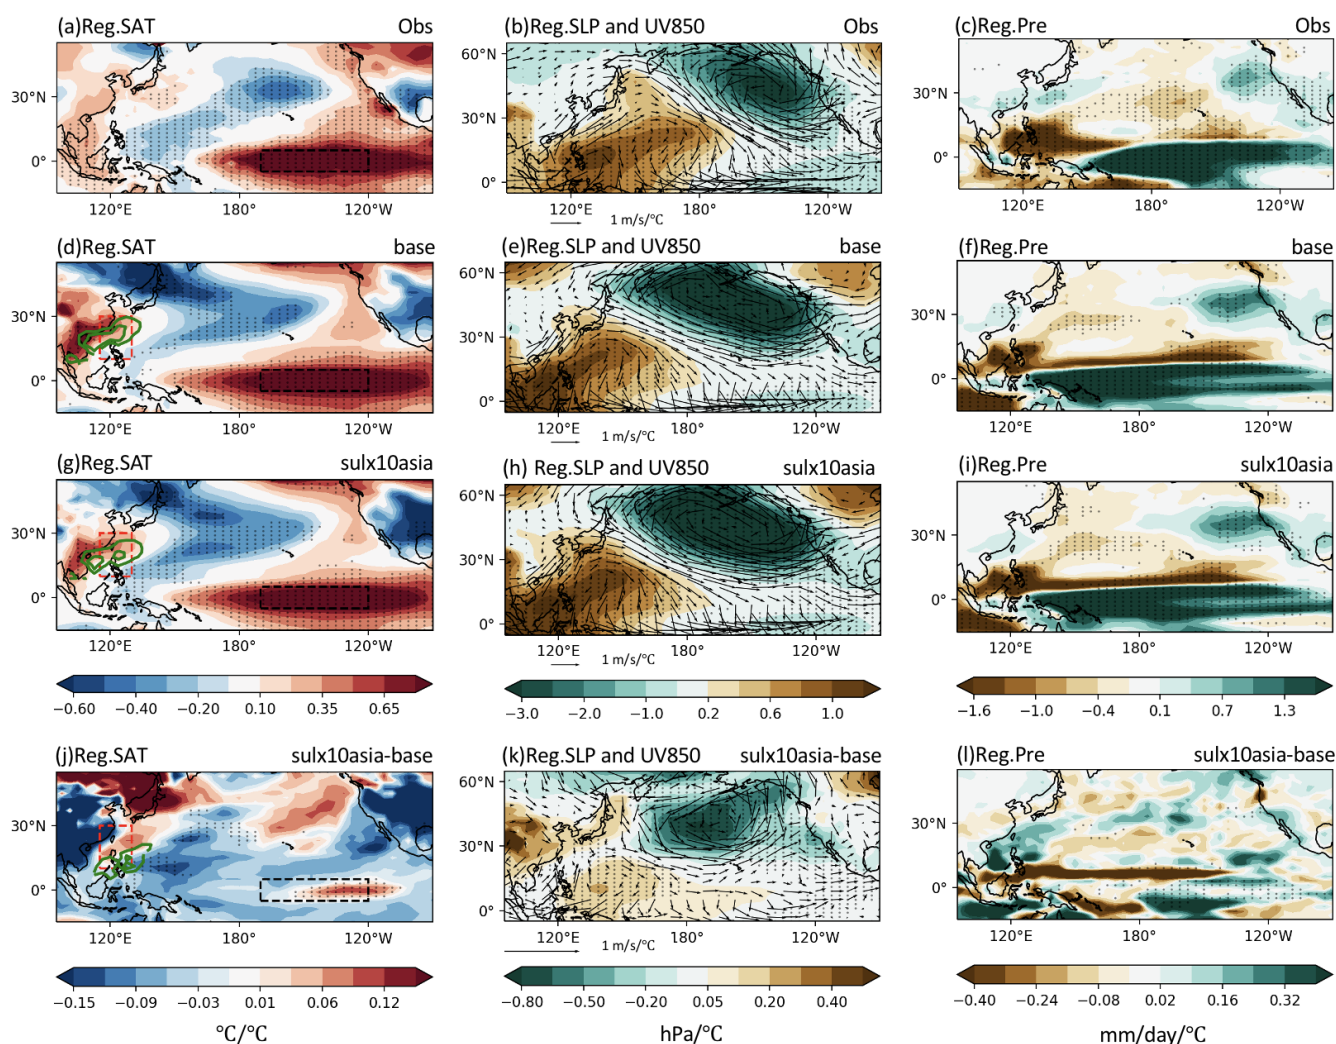 (a)Reg.SAT Obs
(b)Reg.SLP and UV850 Obs
(c)Reg.Pre Obs
30°N
0°
120°E 180° 120°W
60°N
30°N
0°
120°E 180° 120°W
1 m/s/°C
30°N
0°
120°E 180° 120°W
(d)Reg.SAT base
(e)Reg.SLP and UV850 base
(f)Reg.Pre base
30°N
0°
120°E 180° 120°W
60°N
30°N
0°
120°E 180° 120°W
1 m/s/°C
30°N
0°
120°E 180° 120°W
(g)Reg.SAT sulx10asia
(h) Reg.SLP and UV850 sulx10asia
(i)Reg.Pre sulx10asia
30°N
0°
120°E 180° 120°W
60°N
30°N
0°
120°E 180° 120°W
1 m/s/°C
30°N
0°
120°E 180° 120°W
−0.60 −0.40 −0.20 0.10 0.35 0.65
−3.0 −2.0 −1.0 0.2 0.6 1.0
−1.6 −1.0 −0.4 0.1 0.7 1.3
(j)Reg.SAT sulx10asia-base
(k)Reg.SLP and UV850 sulx10asia-base
(l)Reg.Pre sulx10asia-base
30°N
0°
120°E 180° 120°W
60°N
30°N
0°
120°E 180° 120°W
1 m/s/°C
30°N
0°
120°E 180° 120°W
−0.15 −0.09 −0.03 0.01 0.06 0.12
−0.80 −0.50 −0.20 0.05 0.20 0.40
−0.40 −0.24 −0.08 0.02 0.16 0.32
°C/°C
hPa/°C
mm/day/°C